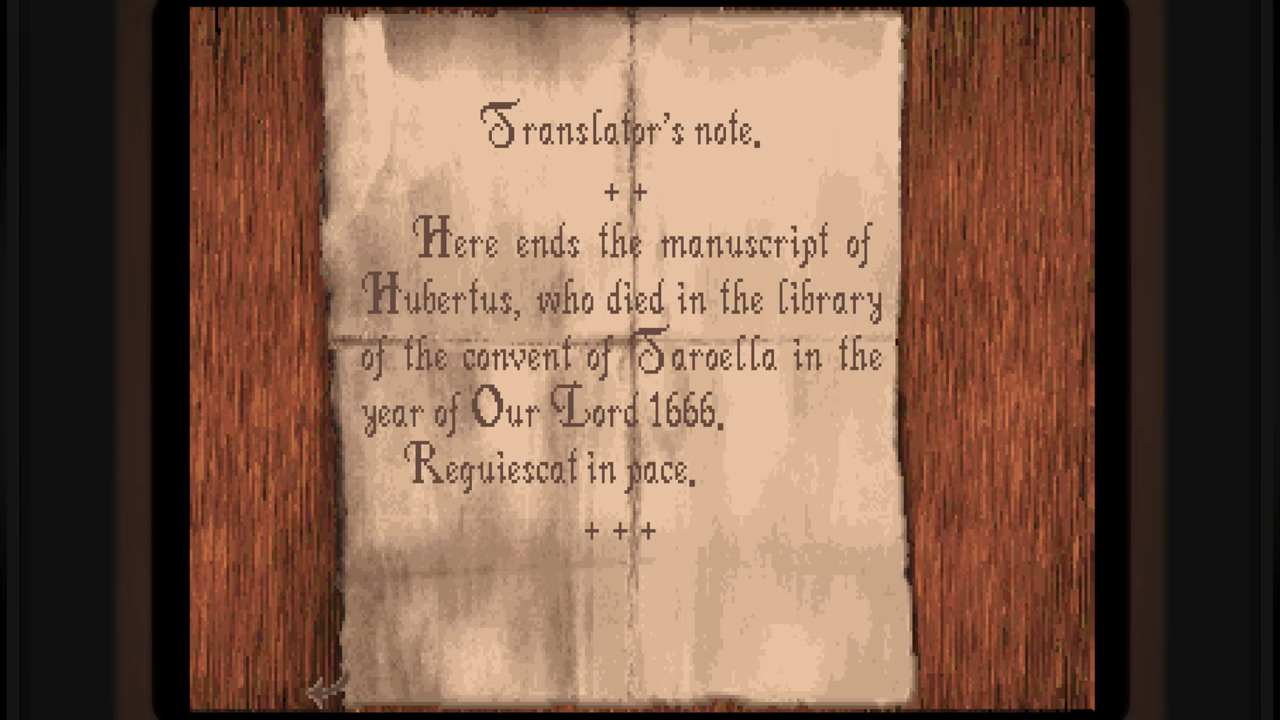 Translator's note.
+ +
Here ends the manuscript of
Hubertus, who died in the library
of the convent of Taroella in the
year of Our Lord 1666.
Requiescat in pace.
+ + +